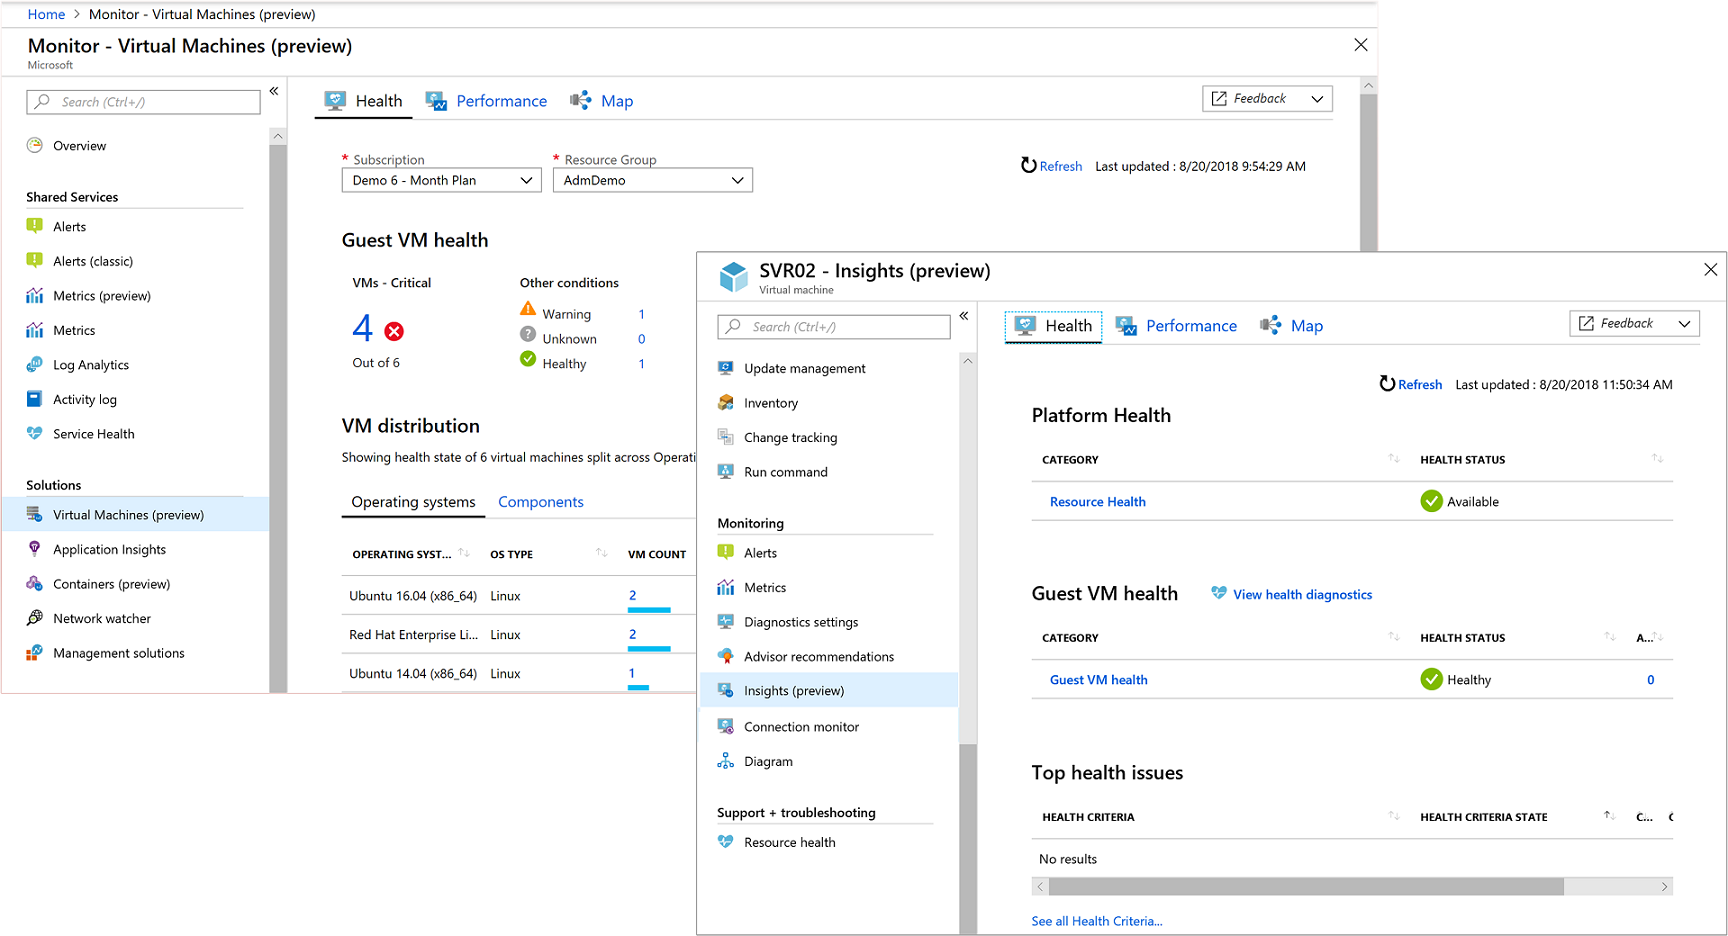 Home > Monitor - Virtual Machines (preview)
Monitor - Virtual Machines (preview)
Microsoft
Search (Ctrl+/)
Overview
Shared Services
Alerts
Alerts (classic)
Metrics (preview)
Metrics
Log Analytics
Activity log
Service Health
Solutions
Virtual Machines (preview)
Application Insights
Containers (preview)
Network watcher
Management solutions
Health Performance Map
Feedback
* Subscription * Resource Group
Demo 6 - Month Plan AdmDemo
Refresh Last updated : 8/20/2018 9:54:29 AM
Guest VM health
VMs - Critical Other conditions
4
Out of 6
Warning 1
Unknown 0
Healthy 1
VM distribution
Showing health state of 6 virtual machines split across Operati
Operating systems Components
OPERATING SYST... OS TYPE VM COUNT
Ubuntu 16.04 (x86_64) Linux 2
Red Hat Enterprise Li... Linux 2
Ubuntu 14.04 (x86_64) Linux 1
SVR02 - Insights (preview)
Virtual machine
Search (Ctrl+/)
Update management
Inventory
Change tracking
Run command
Monitoring
Alerts
Metrics
Diagnostics settings
Advisor recommendations
Insights (preview)
Connection monitor
Diagram
Support + troubleshooting
Resource health
Health Performance Map
Feedback
Refresh Last updated : 8/20/2018 11:50:34 AM
Platform Health
CATEGORY HEALTH STATUS
Resource Health Available
Guest VM health View health diagnostics
CATEGORY HEALTH STATUS A...
Guest VM health Healthy 0
Top health issues
HEALTH CRITERIA HEALTH CRITERIA STATE C...
No results
See all Health Criteria...